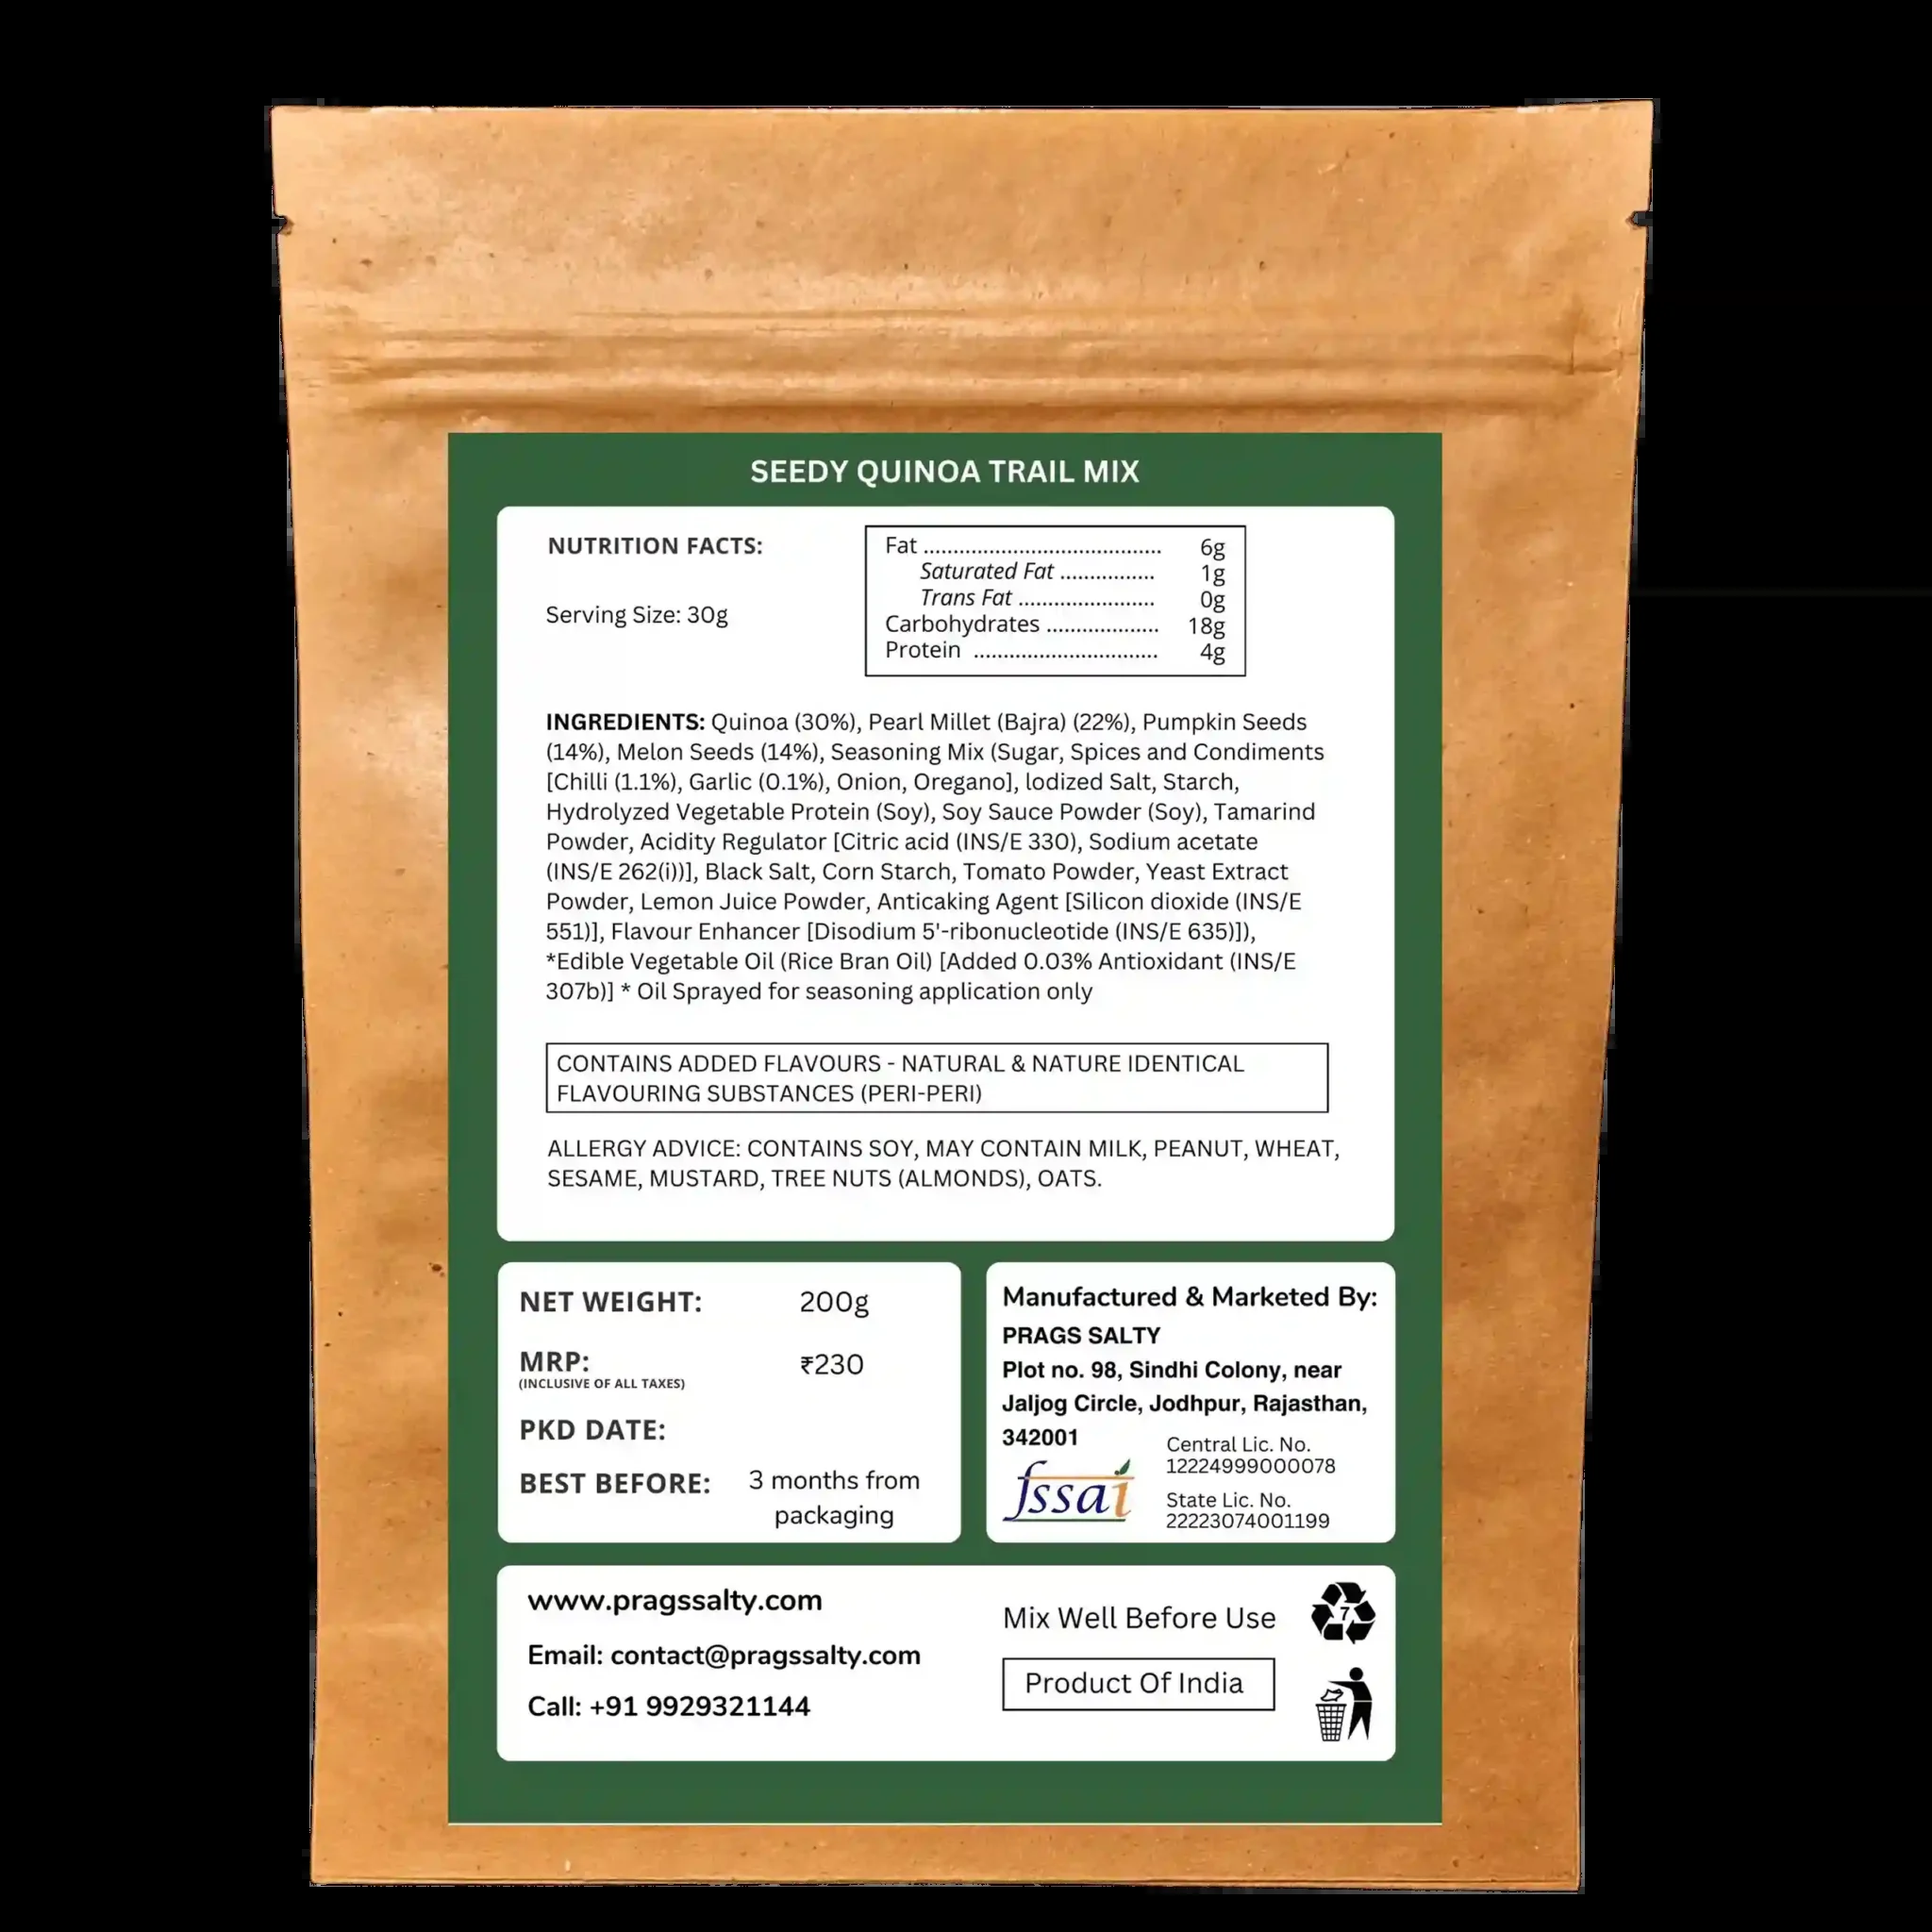 SEEDY QUINOA TRAIL MIX
NUTRITION FACTS:
Serving Size: 30g
Fat ........................................ 6g
Saturated Fat ................ 1g
Trans Fat ....................... 0g
Carbohydrates ................... 18g
Protein ............................... 4g
INGREDIENTS: Quinoa (30%), Pearl Millet (Bajra) (22%), Pumpkin Seeds
(14%), Melon Seeds (14%), Seasoning Mix (Sugar, Spices and Condiments
[Chilli (1.1%), Garlic (0.1%), Onion, Oregano], lodized Salt, Starch,
Hydrolyzed Vegetable Protein (Soy), Soy Sauce Powder (Soy), Tamarind
Powder, Acidity Regulator [Citric acid (INS/E 330), Sodium acetate
(INS/E 262(i))], Black Salt, Corn Starch, Tomato Powder, Yeast Extract
Powder, Lemon Juice Powder, Anticaking Agent [Silicon dioxide (INS/E
551)], Flavour Enhancer [Disodium 5'-ribonucleotide (INS/E 635)]),
*Edible Vegetable Oil (Rice Bran Oil) [Added 0.03% Antioxidant (INS/E
307b)] * Oil Sprayed for seasoning application only
CONTAINS ADDED FLAVOURS - NATURAL & NATURE IDENTICAL
FLAVOURING SUBSTANCES (PERI-PERI)
ALLERGY ADVICE: CONTAINS SOY, MAY CONTAIN MILK, PEANUT, WHEAT,
SESAME, MUSTARD, TREE NUTS (ALMONDS), OATS.
NET WEIGHT: 200g
MRP: ₹230
(INCLUSIVE OF ALL TAXES)
PKD DATE:
BEST BEFORE: 3 months from
packaging
Manufactured & Marketed By:
PRAGS SALTY
Plot no. 98, Sindhi Colony, near
Jaljog Circle, Jodhpur, Rajasthan,
342001
fssai
Central Lic. No.
12224999000078
State Lic. No.
22223074001199
www.pragssalty.com
Email: contact@pragssalty.com
Call: +91 9929321144
Mix Well Before Use
Product Of India
7